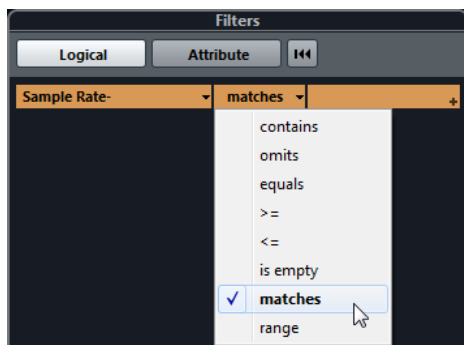 Filters
Logical Attribute
Sample Rate- matches +
contains
omits
equals
>=
<=
is empty
✓ matches
range